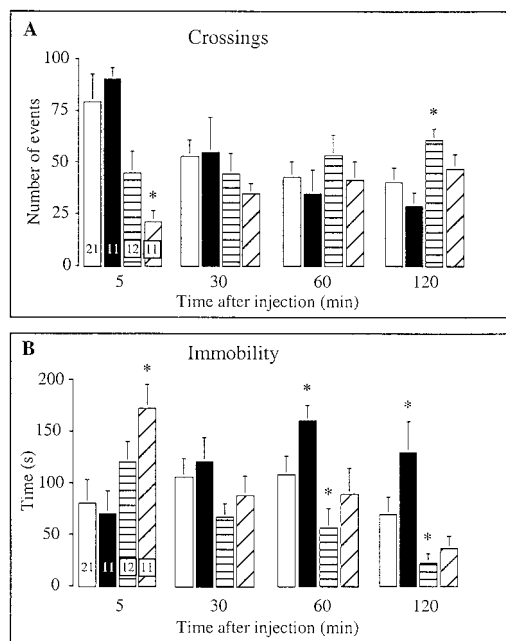 A
Crossings
Number of events
100
75
50
25
0
21 11 12 11
*
*
5 30 60 120
Time after injection (min)
B
Immobility
Time (s)
200
150
100
50
0
21 11 12 11
*
*
*
*
*
5 30 60 120
Time after injection (min)